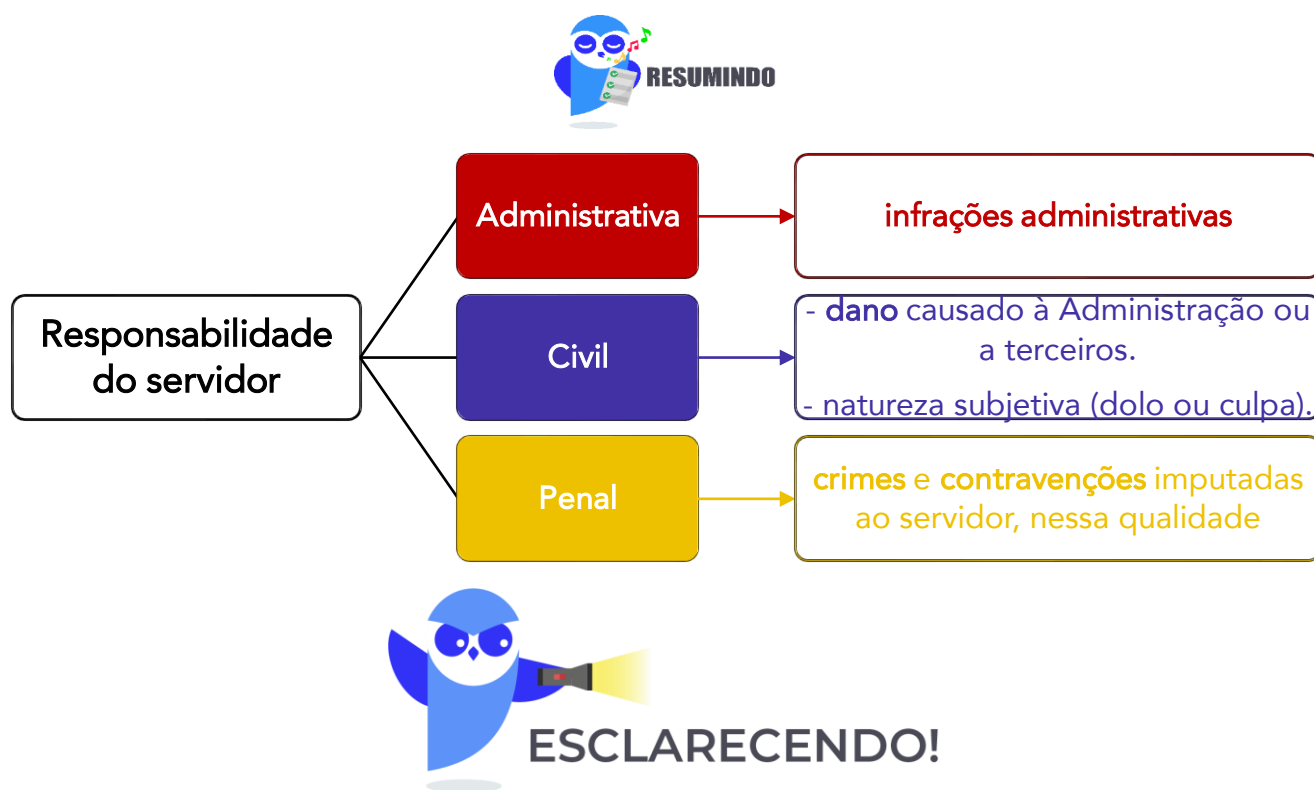 RESUMINDO
Administrativa
infrações administrativas
Responsabilidade
do servidor
Civil
- dano causado à Administração ou
a terceiros.
- natureza subjetiva (dolo ou culpa).
Penal
crimes e contravenções imputadas
ao servidor, nessa qualidade
ESCLARECENDO!